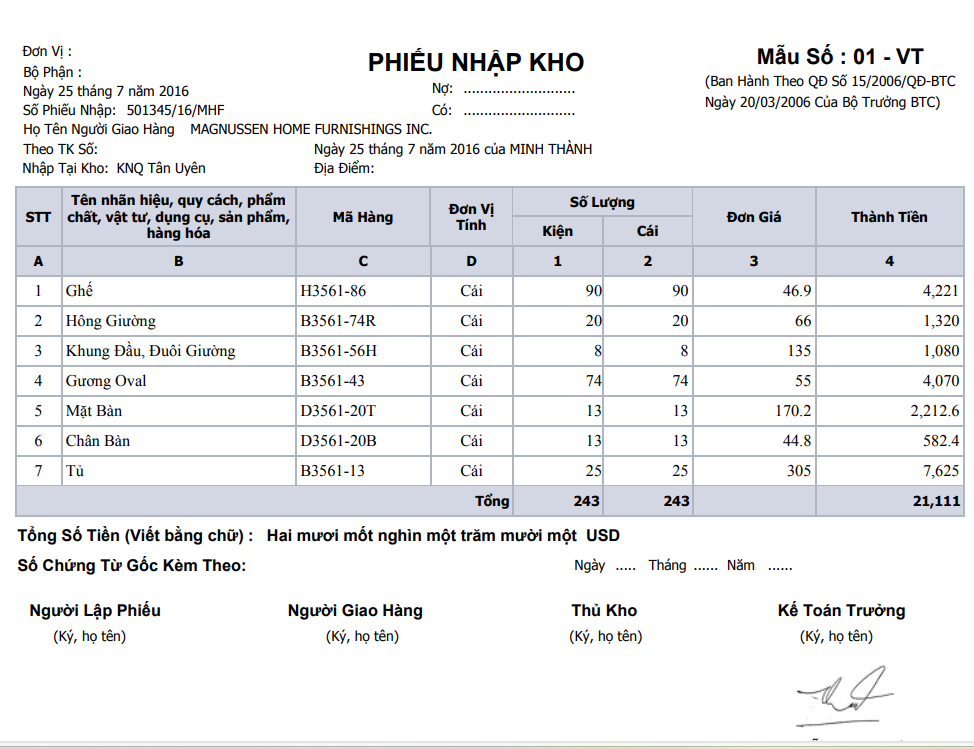 Đơn Vị :
Bộ Phận :
Ngày 25 tháng 7 năm 2016
Số Phiếu Nhập: 501345/16/MHF
PHIẾU NHẬP KHO
Nợ: ...........................
Có: ...........................
Mẫu Số : 01 - VT
(Ban Hành Theo QĐ Số 15/2006/QĐ-BTC
Ngày 20/03/2006 Của Bộ Trưởng BTC)
Họ Tên Người Giao Hàng MAGNUSSEN HOME FURNISHINGS INC.
Theo TK Số: Ngày 25 tháng 7 năm 2016 của MINH THÀNH
Nhập Tại Kho: KNQ Tân Uyên Địa Điểm:
STT Tên nhãn hiệu, quy cách, phẩm chất, vật tư, dụng cụ, sản phẩm, hàng hóa Mã Hàng Đơn Vị Tính Số Lượng Đơn Giá Thành Tiền
Kiện Cái
A B C D 1 2 3 4
1 Ghế H3561-86 Cái 90 90 46.9 4,221
2 Hông Giường B3561-74R Cái 20 20 66 1,320
3 Khung Đầu, Đuôi Giường B3561-56H Cái 8 8 135 1,080
4 Gương Oval B3561-43 Cái 74 74 55 4,070
5 Mặt Bàn D3561-20T Cái 13 13 170.2 2,212.6
6 Chân Bàn D3561-20B Cái 13 13 44.8 582.4
7 Tủ B3561-13 Cái 25 25 305 7,625
Tổng 243 243 21,111
Tổng Số Tiền (Viết bằng chữ) : Hai mươi mốt nghìn một trăm mười một USD
Số Chứng Từ Gốc Kèm Theo:
Ngày ..... Tháng ...... Năm ......
Người Lập Phiếu Người Giao Hàng Thủ Kho Kế Toán Trưởng
(Ký, họ tên) (Ký, họ tên) (Ký, họ tên) (Ký, họ tên)